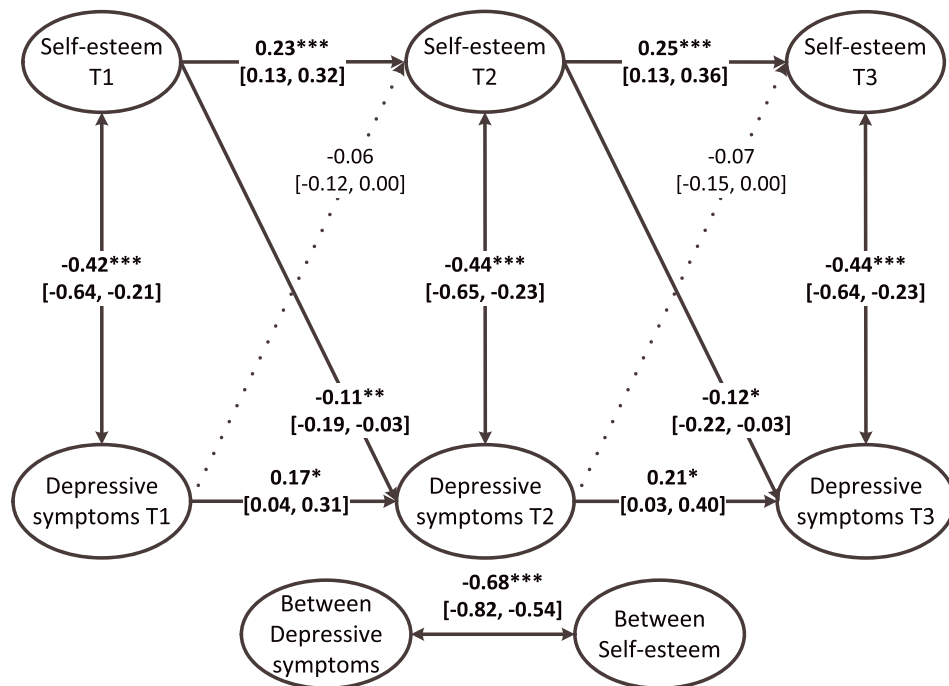 Self-esteem
T1
0.23***
[0.13, 0.32]
Self-esteem
T2
0.25***
[0.13, 0.36]
Self-esteem
T3
-0.06
[-0.12, 0.00]
-0.07
[-0.15, 0.00]
-0.42***
[-0.64, -0.21]
-0.44***
[-0.65, -0.23]
-0.44***
[-0.64, -0.23]
-0.11**
[-0.19, -0.03]
-0.12*
[-0.22, -0.03]
Depressive
symptoms T1
0.17*
[0.04, 0.31]
Depressive
symptoms T2
0.21*
[0.03, 0.40]
Depressive
symptoms T3
Between
Depressive
symptoms
-0.68***
[-0.82, -0.54]
Between
Self-esteem